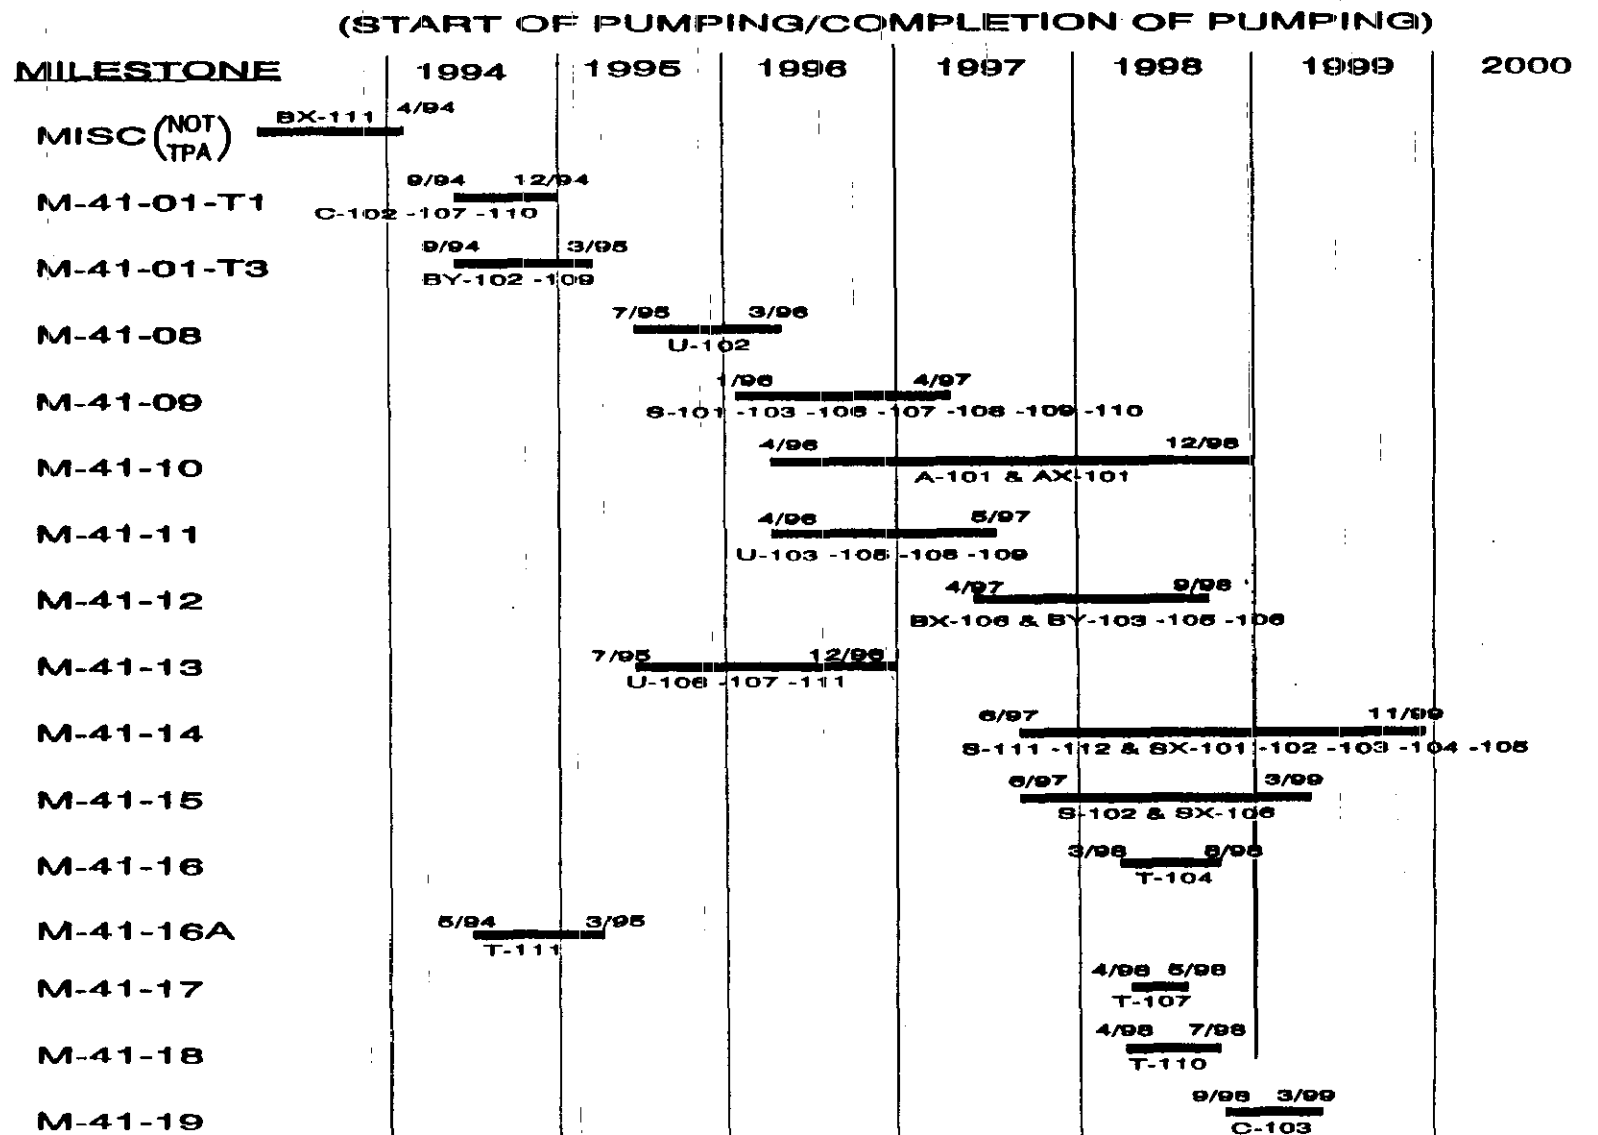 (START OF PUMPING/COMPLETION OF PUMPING)
MILESTONE 1994 1995 1996 1997 1998 1999 2000
MISC (NOT TPA) BX-111 4/94
M-41-01-T1 9/94 12/94
C-102 -107 -110
M-41-01-T3 9/94 3/95
BY-102 -109
M-41-08 7/95 3/96
U-102
M-41-09 1/96 4/97
S-101 -103 -106 -107 -108 -109 -110
M-41-10 4/96 12/98
A-101 & AX-101
M-41-11 4/96 5/97
U-103 -105 -108 -109
M-41-12 4/97 9/98
BX-106 & BY-103 -105 -106
M-41-13 7/95 12/96
U-106 -107 -111
M-41-14 6/97 11/99
S-111 -112 & SX-101 -102 -103 -104 -105
M-41-15 6/97 3/99
S-102 & SX-106
M-41-16 3/98 8/98
T-104
M-41-16A 5/94 3/95
T-111
M-41-17 4/98 5/98
T-107
M-41-18 4/98 7/98
T-110
M-41-19 9/98 3/99
C-103